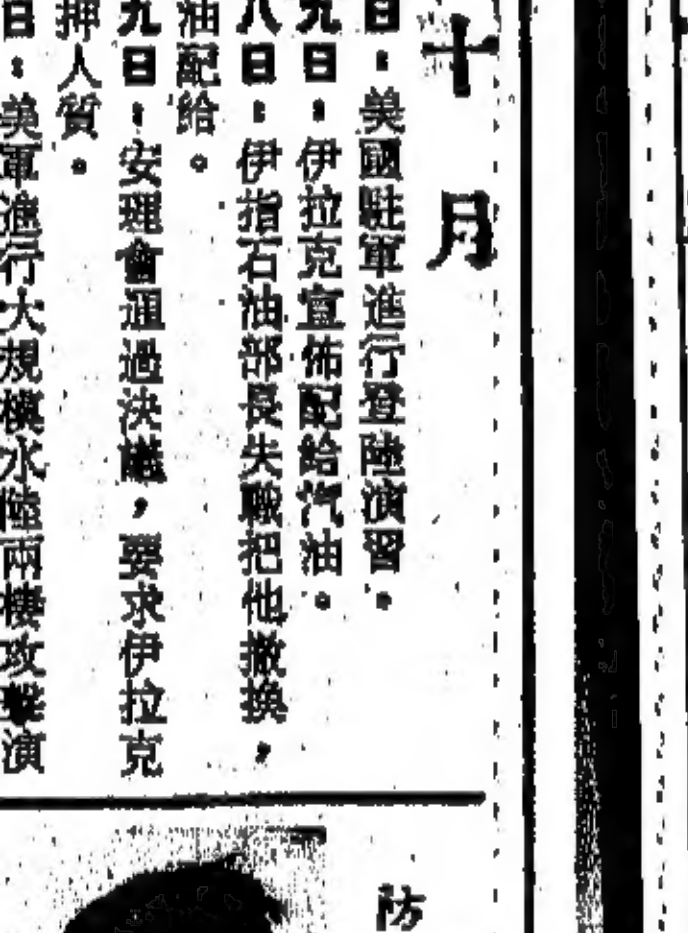 十月
日：美國駐軍進行登陸演習。
九日：伊拉克宣佈配給汽油。
八日：伊指石油部長失職把他撤換，
油配給。
九日：安理會通過決議，要求伊拉克
押人質。
日：美軍進行大規模水陸兩棲攻擊演
防